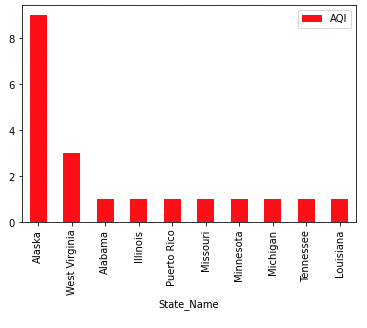 AQI
8
6
4
2
0
Alaska
West Virginia
Alabama
Illinois
Puerto Rico
Missouri
Minnesota
Michigan
Tennessee
Louisiana
State_Name